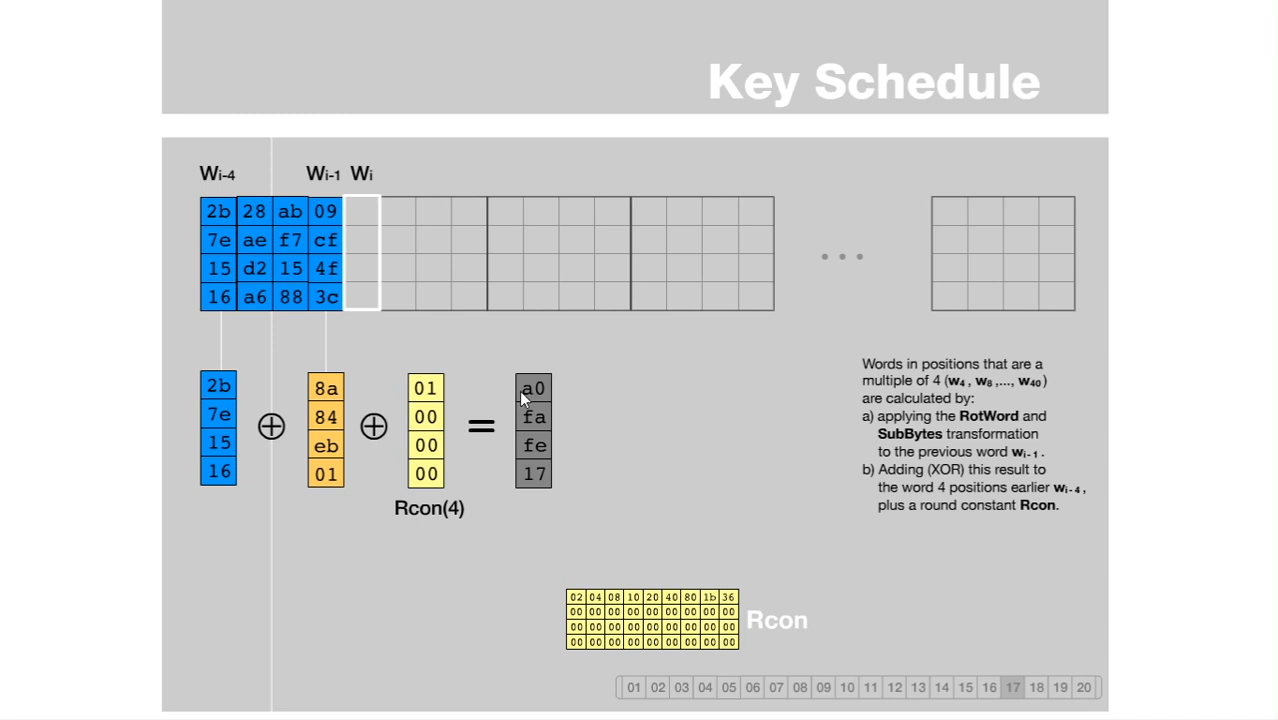 Key Schedule
Wi-4 Wi-1 Wi
2b 28 ab 09
7e ae f7 cf
15 d2 15 4f
16 a6 88 3c
2b 8a 01 a0
7e 84 00 fa
15 eb 00 fe
16 01 00 17
⊕ ⊕ =
Rcon(4)
Words in positions that are a
multiple of 4 (w4 , w8 ,..., w40 )
are calculated by:
a) applying the RotWord and
SubBytes transformation
to the previous word wi-1 .
b) Adding (XOR) this result to
the word 4 positions earlier wi-4 ,
plus a round constant Rcon.
02 04 08 10 20 40 80 1b 36
00 00 00 00 00 00 00 00 00
00 00 00 00 00 00 00 00 00
00 00 00 00 00 00 00 00 00
Rcon
01 02 03 04 05 06 07 08 09 10 11 12 13 14 15 16 17 18 19 20